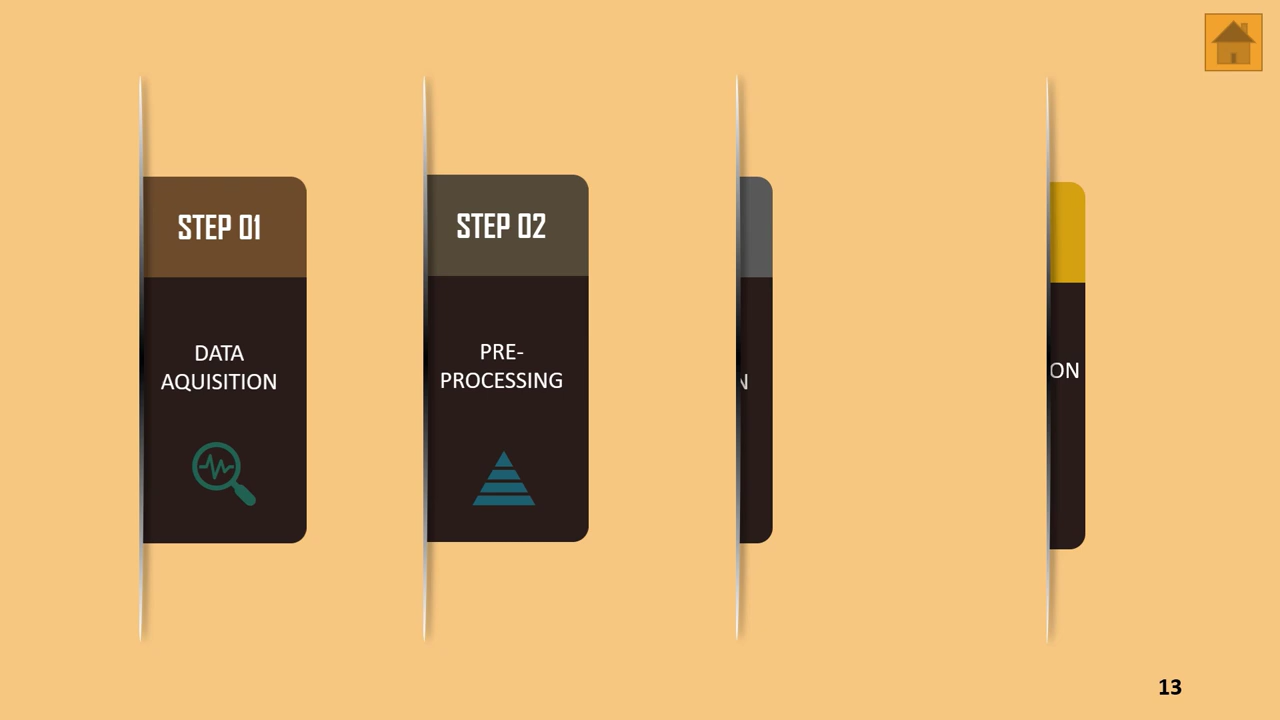 STEP 01
DATA
AQUISITION
STEP 02
PRE-
PROCESSING
N
ON
13